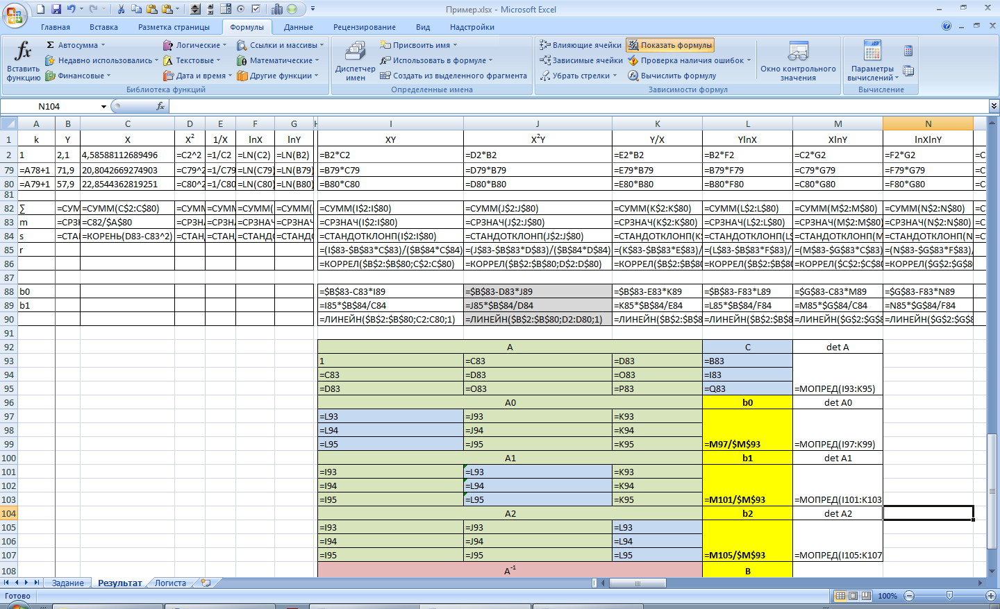 Пример.xlsx - Microsoft Excel
Главная Вставка Разметка страницы Формулы Данные Рецензирование Вид Надстройки
Вставить функцию
Σ Автосумма
Недавно использовались
Финансовые
Логические
Текстовые
Дата и время
Ссылки и массивы
Математические
Другие функции
Библиотека функций
Диспетчер имен
Присвоить имя
Использовать в формуле
Создать из выделенного фрагмента
Определенные имена
Влияющие ячейки
Зависимые ячейки
Убрать стрелки
Показать формулы
Проверка наличия ошибок
Вычислить формулу
Зависимости формул
Окно контрольного значения
Параметры вычислений
Вычисление
N104 fx
A B C D E F G H I J K L M N
1 k Y X X² 1/X lnX lnY XY X²Y Y/X YlnX XlnY lnXlnY
2 1 2,1 4,58588112689496 =C2^2 =1/C2 =LN(C2) =LN(B2) =B2*C2 =D2*B2 =E2*B2 =B2*F2 =C2*G2 =F2*G2 =C
79 =A78+1 71,9 20,8042669274903 =C79^2 =1/C79 =LN(C79) =LN(B79) =B79*C79 =D79*B79 =E79*B79 =B79*F79 =C79*G79 =F79*G79 =C
80 =A79+1 57,9 22,8544362819251 =C80^2 =1/C80 =LN(C80) =LN(B80) =B80*C80 =D80*B80 =E80*B80 =B80*F80 =C80*G80 =F80*G80 =C
81
82 ∑ =СУМ =СУММ(C$2:C$80) =СУММ =СУММ =СУММ( =СУММ( =СУММ(I$2:I$80) =СУММ(J$2:J$80) =СУММ(K$2:K$80) =СУММ(L$2:L$80) =СУММ(M$2:M$80) =СУММ(N$2:N$80) =СУ
83 m =СРЗ =C82/$A$80 =СРЗНА =СРЗН =СРЗНАЧ =СРЗНАЧ =СРЗНАЧ(I$2:I$80) =СРЗНАЧ(J$2:J$80) =СРЗНАЧ(K$2:K$80) =СРЗНАЧ(L$2:L$80) =СРЗНАЧ(M$2:M$80) =СРЗНАЧ(N$2:N$80) =СР
84 s =СТАН =КОРЕНЬ(D83-C83^2) =СТАНД =СТАН =СТАНДО =СТАНДО =СТАНДОТКЛОНП(I$2:I$80) =СТАНДОТКЛОНП(J$2:J$80) =СТАНДОТКЛОНП(K$ =СТАНДОТКЛОНП(L =СТАНДОТКЛОНП(M =СТАНДОТКЛОНП(N =СТ
85 r =(I$83-$B$83*C$83)/($B$84*C$84) =(J$83-$B$83*D$83)/($B$84*D$84) =(K$83-$B$83*E$83)/ =(L$83-$B$83*F$83)/ =(M$83-$G$83*C$83) =(N$83-$G$83*F$83)/
86 =КОРРЕЛ($B$2:$B$80;C$2:C$80) =КОРРЕЛ($B$2:$B$80;D$2:D$80) =КОРРЕЛ($B$2:$B$80 =КОРРЕЛ($B$2:$B$8 =КОРРЕЛ($C$2:$C$80 =КОРРЕЛ($G$2:$G$80
87
88 b0 =$B$83-C83*I89 =$B$83-D83*J89 =$B$83-E83*K89 =$B$83-F83*L89 =$G$83-C83*M89 =$G$83-F83*N89
89 b1 =I85*$B$84/C84 =J85*$B$84/D84 =K85*$B$84/E84 =L85*$B$84/F84 =M85*$G$84/C84 =N85*$G$84/F84
90 =ЛИНЕЙН($B$2:$B$80;C2:C80;1) =ЛИНЕЙН($B$2:$B$80;D2:D80;1) =ЛИНЕЙН($B$2:$B$8 =ЛИНЕЙН($B$2:$B$8 =ЛИНЕЙН($G$2:$G$8 =ЛИНЕЙН($G$2:$G$8
91
92 A C det A
93 1 =C83 =D83 =B83
94 =C83 =D83 =O83 =I83
95 =D83 =O83 =P83 =Q83 =МОПРЕД(I93:K95)
96 A0 b0 det A0
97 =L93 =J93 =K93
98 =L94 =J94 =K94
99 =L95 =J95 =K95 =M97/$M$93 =МОПРЕД(I97:K99)
100 A1 b1 det A1
101 =I93 =L93 =K93
102 =I94 =L94 =K94
103 =I95 =L95 =K95 =M101/$M$93 =МОПРЕД(I101:K103
104 A2 b2 det A2
105 =I93 =J93 =L93
106 =I94 =J94 =L94
107 =I95 =J95 =L95 =M105/$M$93 =МОПРЕД(I105:K107
108 A⁻¹ B
Задание Результат Логиста
Готово 100%